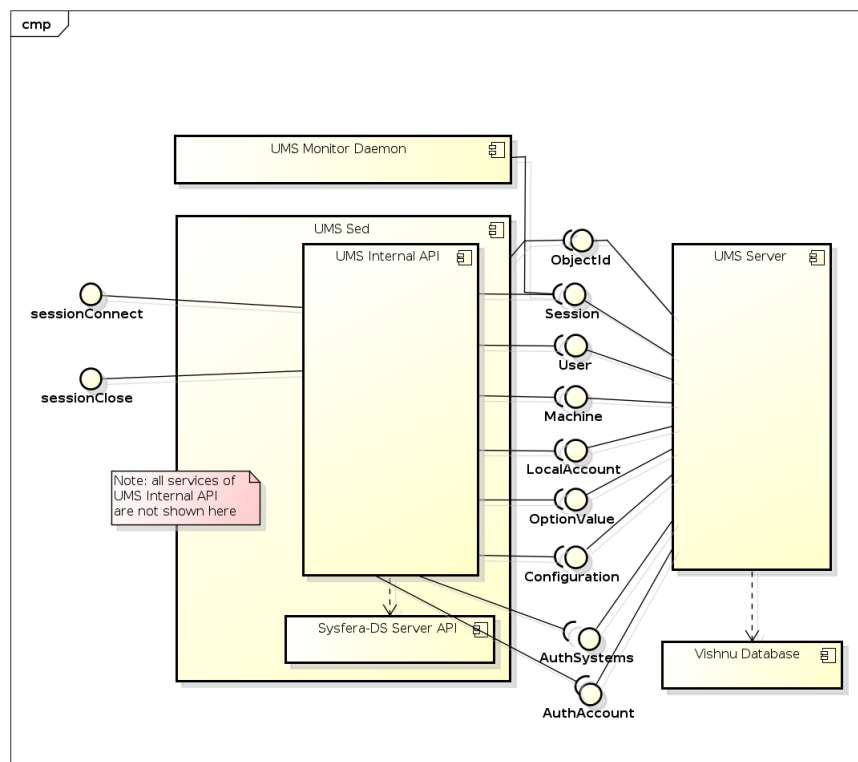 cmp
UMS Monitor Daemon
UMS Sed
UMS Internal API
UMS Server
ObjectId
sessionConnect
Session
User
sessionClose
Machine
LocalAccount
Note: all services of
UMS Internal API
are not shown here
OptionValue
Configuration
Sysfera-DS Server API
AuthSystems
Vishnu Database
AuthAccount